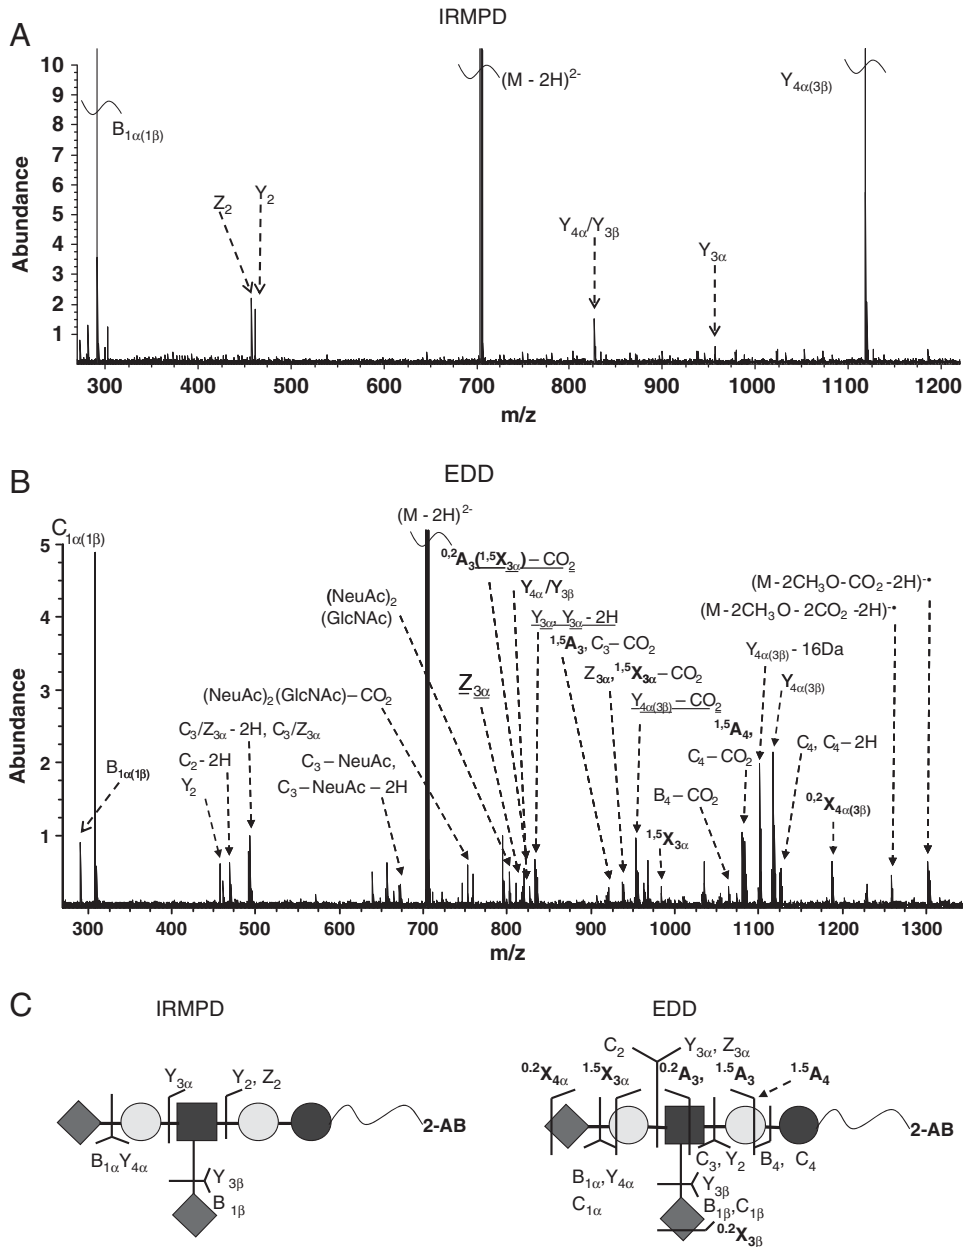 A
IRMPD
10
9
8
7
6
5
4
3
2
1
Abundance
B1α(1β)
Z2
Y2
(M - 2H)2-
Y4α/Y3β
Y3α
Y4α(3β)
300 400 500 600 700 800 900 1000 1100 1200
m/z
B
EDD
5
4
3
2
1
Abundance
C1α(1β)
B1α(1β)
(M - 2H)2-
0,2A3(1,5X3α) – CO2
Y4α/Y3β
(NeuAc)2
(GlcNAc)
Y3α, Y3α - 2H
1,5A3, C3 – CO2
(M - 2CH3O-CO2 -2H)-•
(M-2CH3O - 2CO2 -2H)-•
Z3α
Z3α, 1,5X3α – CO2
Y4α(3β) - 16Da
Y4α(3β)
(NeuAc)2 (GlcNAc) – CO2
Y4α(3β) – CO2
1,5A4,
C4 – CO2
C4, C4 – 2H
C3/Z3α - 2H, C3/Z3α
C2 - 2H
Y2
C3 – NeuAc,
C3 – NeuAc – 2H
B4 – CO2
1,5X3α
0,2X4α(3β)
300 400 500 600 700 800 900 1000 1100 1200 1300
m/z
C
IRMPD
Y3α
Y2, Z2
2-AB
B1αY4α
Y3β
B1β
EDD
C2
Y3α, Z3α
0.2X4α
1.5X3α
0.2A3,
1.5A3
1.5A4
2-AB
C3, Y2
B4, C4
B1α,Y4α
C1α
Y3β
B1β,C1β
0.2X3β